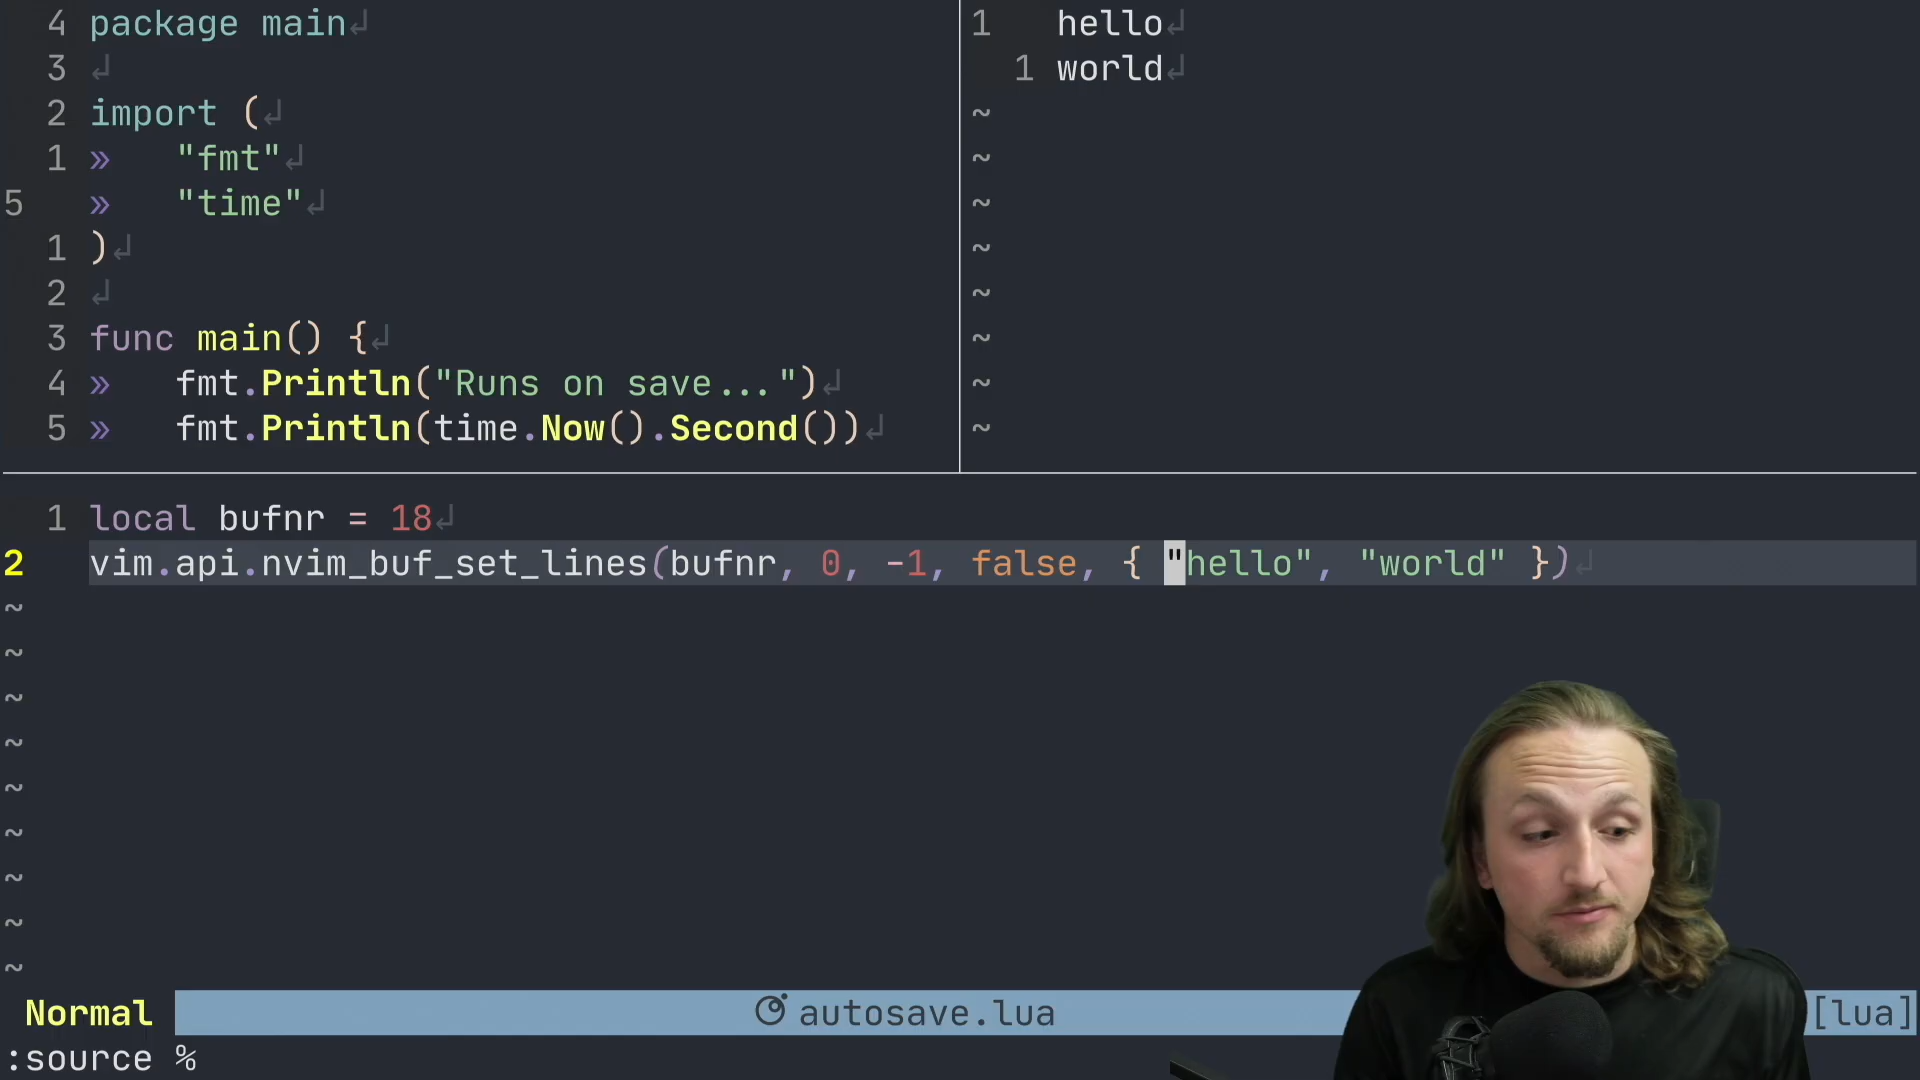 4 package main↲
3 ↲
2 import (↲
1 »   "fmt"↲
5   »   "time"↲
1 )↲
2 ↲
3 func main() {↲
4 »   fmt.Println("Runs on save...")↲
5 »   fmt.Println(time.Now().Second())↲
1   hello↲
1 world↲
~
~
~
~
~
~
~
~
1 local bufnr = 18↲
2   vim.api.nvim_buf_set_lines(bufnr, 0, -1, false, { "hello", "world" })↲
~
~
~
~
~
~
~
~
~
Normal autosave.lua [lua]
:source %